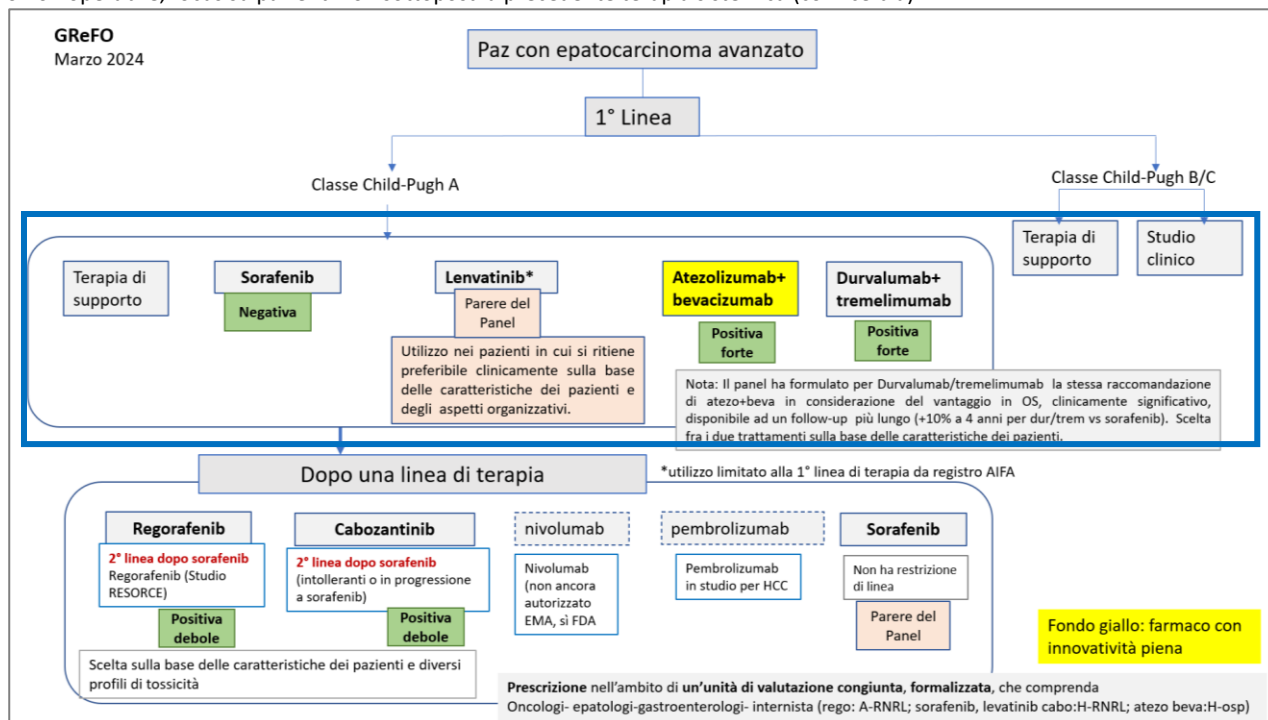 GReFO
Marzo 2024
Paz con epatocarcinoma avanzato
1° Linea
Classe Child-Pugh A
Classe Child-Pugh B/C
Terapia di
supporto
Studio
clinico
Terapia di
supporto
Sorafenib
Negativa
Lenvatinib*
Parere del
Panel
Utilizzo nei pazienti in cui si ritiene
preferibile clinicamente sulla base
delle caratteristiche dei pazienti e
degli aspetti organizzativi.
Atezolizumab+
bevacizumab
Positiva
forte
Durvalumab+
tremelimumab
Positiva
forte
Nota: Il panel ha formulato per Durvalumab/tremelimumab la stessa raccomandazione
di atezo+beva in considerazione del vantaggio in OS, clinicamente significativo,
disponibile ad un follow-up più lungo (+10% a 4 anni per dur/trem vs sorafenib). Scelta
fra i due trattamenti sulla base delle caratteristiche dei pazienti.
Dopo una linea di terapia
*utilizzo limitato alla 1° linea di terapia da registro AIFA
Regorafenib
2° linea dopo sorafenib
Regorafenib (Studio
RESORCE)
Positiva
debole
Cabozantinib
2° linea dopo sorafenib
(intolleranti o in progressione
a sorafenib)
Positiva
debole
Scelta sulla base delle caratteristiche dei pazienti e diversi
profili di tossicità
nivolumab
Nivolumab
(non ancora
autorizzato
EMA, sì FDA
pembrolizumab
Pembrolizumab
in studio per HCC
Sorafenib
Non ha restrizione
di linea
Parere del
Panel
Fondo giallo: farmaco con
innovatività piena
Prescrizione nell'ambito di un'unità di valutazione congiunta, formalizzata, che comprenda
Oncologi- epatologi-gastroenterologi- internista (rego: A-RNRL; sorafenib, levatinib cabo:H-RNRL; atezo beva:H-osp)